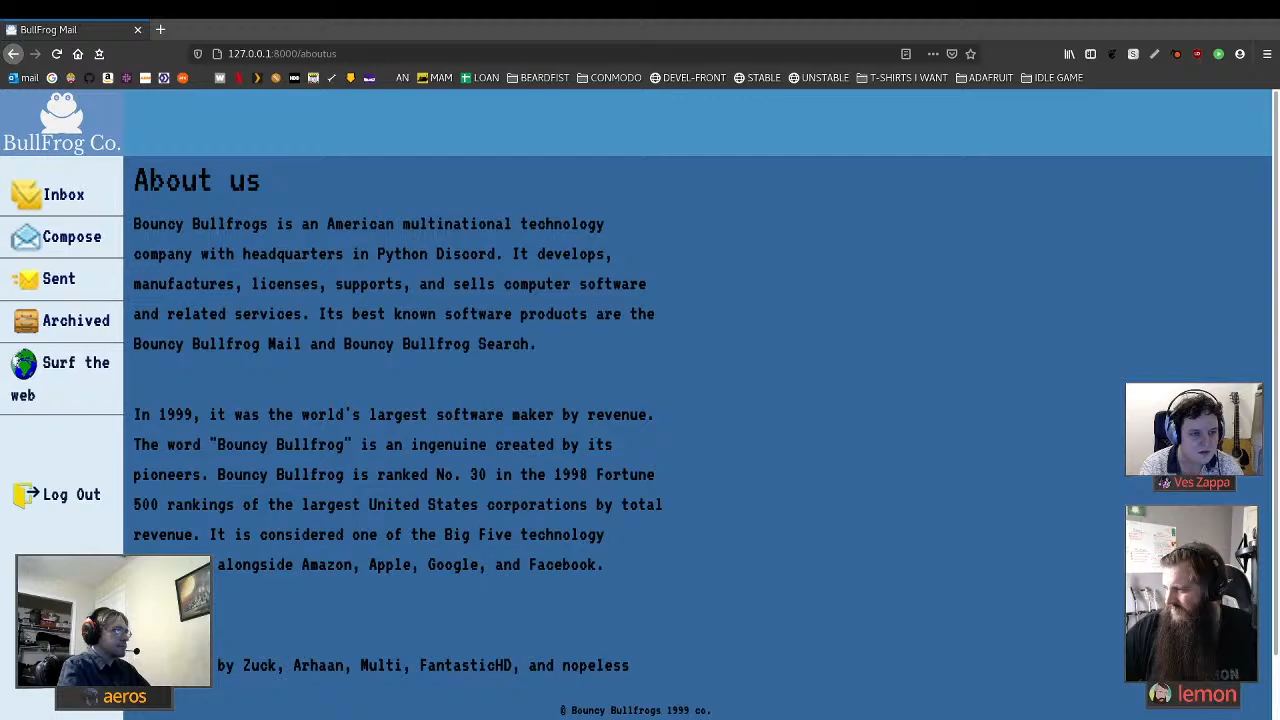 BullFrog Mail
127.0.0.1:8000/aboutus
mail
AN
MAM
LOAN
BEARDFIST
CONMODO
DEVEL-FRONT
STABLE
UNSTABLE
T-SHIRTS I WANT
ADAFRUIT
IDLE GAME
BullFrog Co.
Inbox
Compose
Sent
Archived
Surf the
web
Log Out
About us
Bouncy Bullfrogs is an American multinational technology
company with headquarters in Python Discord. It develops,
manufactures, licenses, supports, and sells computer software
and related services. Its best known software products are the
Bouncy Bullfrog Mail and Bouncy Bullfrog Search.
In 1999, it was the world's largest software maker by revenue.
The word "Bouncy Bullfrog" is an ingenuine created by its
pioneers. Bouncy Bullfrog is ranked No. 30 in the 1998 Fortune
500 rankings of the largest United States corporations by total
revenue. It is considered one of the Big Five technology
alongside Amazon, Apple, Google, and Facebook.
by Zuck, Arhaan, Multi, FantasticHD, and nopeless
© Bouncy Bullfrogs 1999 co.
Ves Zappa
aeros
lemon